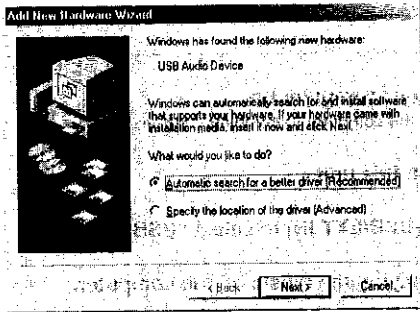 Add New Hardware Wizard
Windows has found the following new hardware:
USB Audio Device
Windows can automatically search for and install software
that supports your hardware. If your hardware came with
installation media, insert it now and click Next.
What would you like to do?
Automatic search for a better driver (Recommended)
Specify the location of the driver (Advanced)
< Back
Next >
Cancel